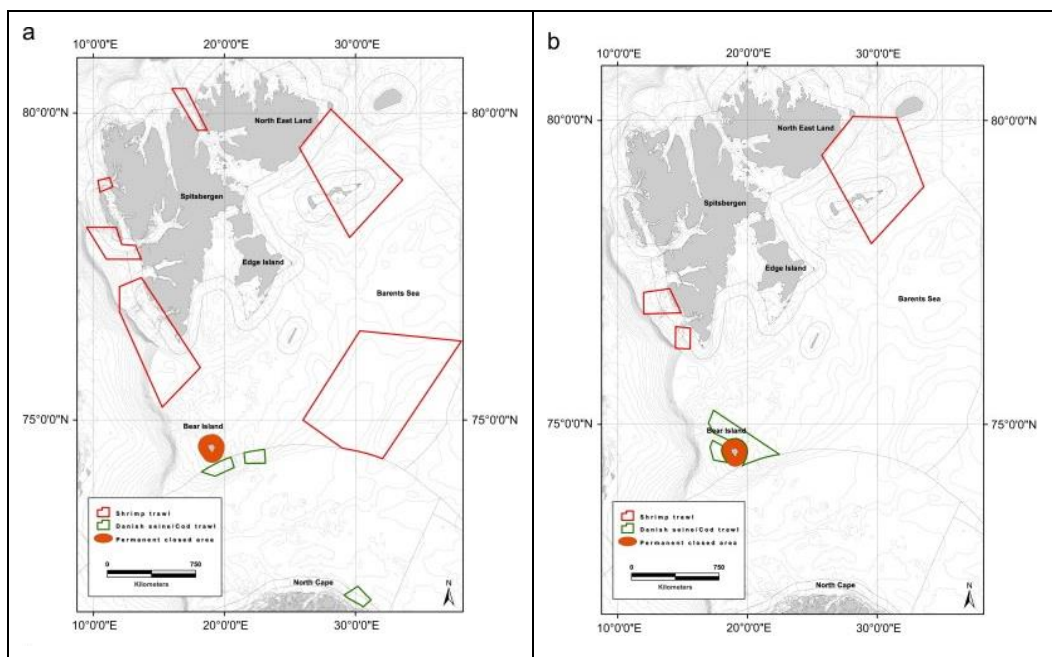 a
10°0'0"E 20°0'0"E 30°0'0"E
80°0'0"N 80°0'0"N
North East Land
Spitsbergen
Edge Island
Barents Sea
75°0'0"N 75°0'0"N
Bear Island
Shrimp trawl
Danish seine/Cod trawl
Permanent closed area
0 750
Kilometers
North Cape
N
10°0'0"E 20°0'0"E 30°0'0"E
b
10°0'0"E 20°0'0"E 30°0'0"E
80°0'0"N 80°0'0"N
North East Land
Spitsbergen
Edge Island
Barents Sea
75°0'0"N 75°0'0"N
Bear Island
Shrimp trawl
Danish seine/Cod trawl
Permanent closed area
0 750
Kilometers
North Cape
N
10°0'0"E 20°0'0"E 30°0'0"E